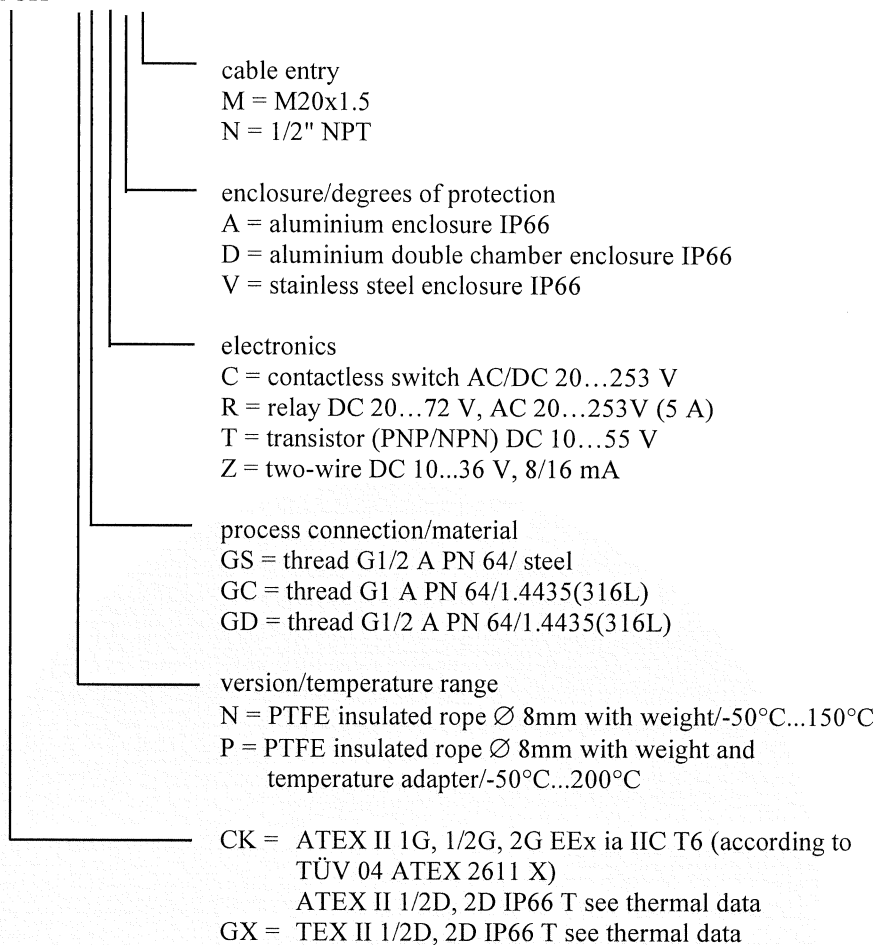 cable entry
M = M20x1.5
N = 1/2" NPT
enclosure/degrees of protection
A = aluminium enclosure IP66
D = aluminium double chamber enclosure IP66
V = stainless steel enclosure IP66
electronics
C = contactless switch AC/DC 20...253 V
R = relay DC 20...72 V, AC 20...253V (5 A)
T = transistor (PNP/NPN) DC 10...55 V
Z = two-wire DC 10...36 V, 8/16 mA
process connection/material
GS = thread G1/2 A PN 64/ steel
GC = thread G1 A PN 64/1.4435(316L)
GD = thread G1/2 A PN 64/1.4435(316L)
version/temperature range
N = PTFE insulated rope ∅ 8mm with weight/-50°C...150°C
P = PTFE insulated rope ∅ 8mm with weight and
temperature adapter/-50°C...200°C
CK = ATEX II 1G, 1/2G, 2G EEx ia IIC T6 (according to
TÜV 04 ATEX 2611 X)
ATEX II 1/2D, 2D IP66 T see thermal data
GX = TEX II 1/2D, 2D IP66 T see thermal data